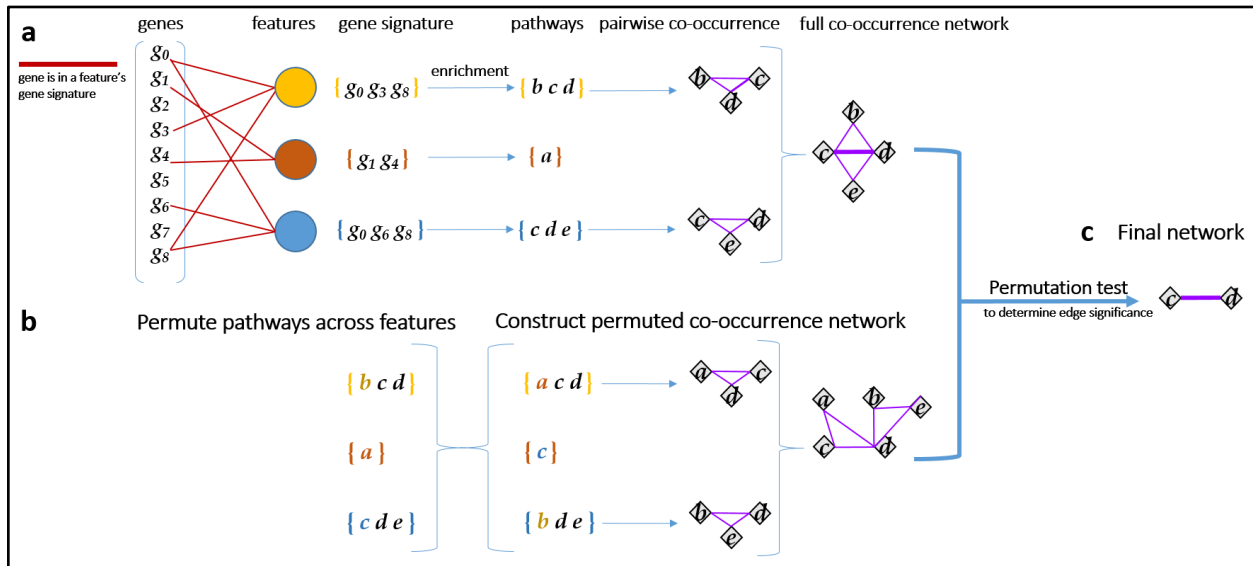 a
genes
features
gene signature
pathways
pairwise co-occurrence
full co-occurrence network
gene is in a feature's
gene signature
g0
g1
g2
g3
g4
g5
g6
g7
g8
{ g0 g3 g8 }
enrichment
{ b c d }
b c
d
{ g1 g4 }
{ a }
{ g0 g6 g8 }
{ c d e }
c d
e
b
c d
e
c Final network
Permutation test
to determine edge significance
c d
b
Permute pathways across features
Construct permuted co-occurrence network
{ b c d }
{ a c d }
a c
d
{ a }
{ c }
{ c d e }
{ b d e }
b d
e
a b e
c d